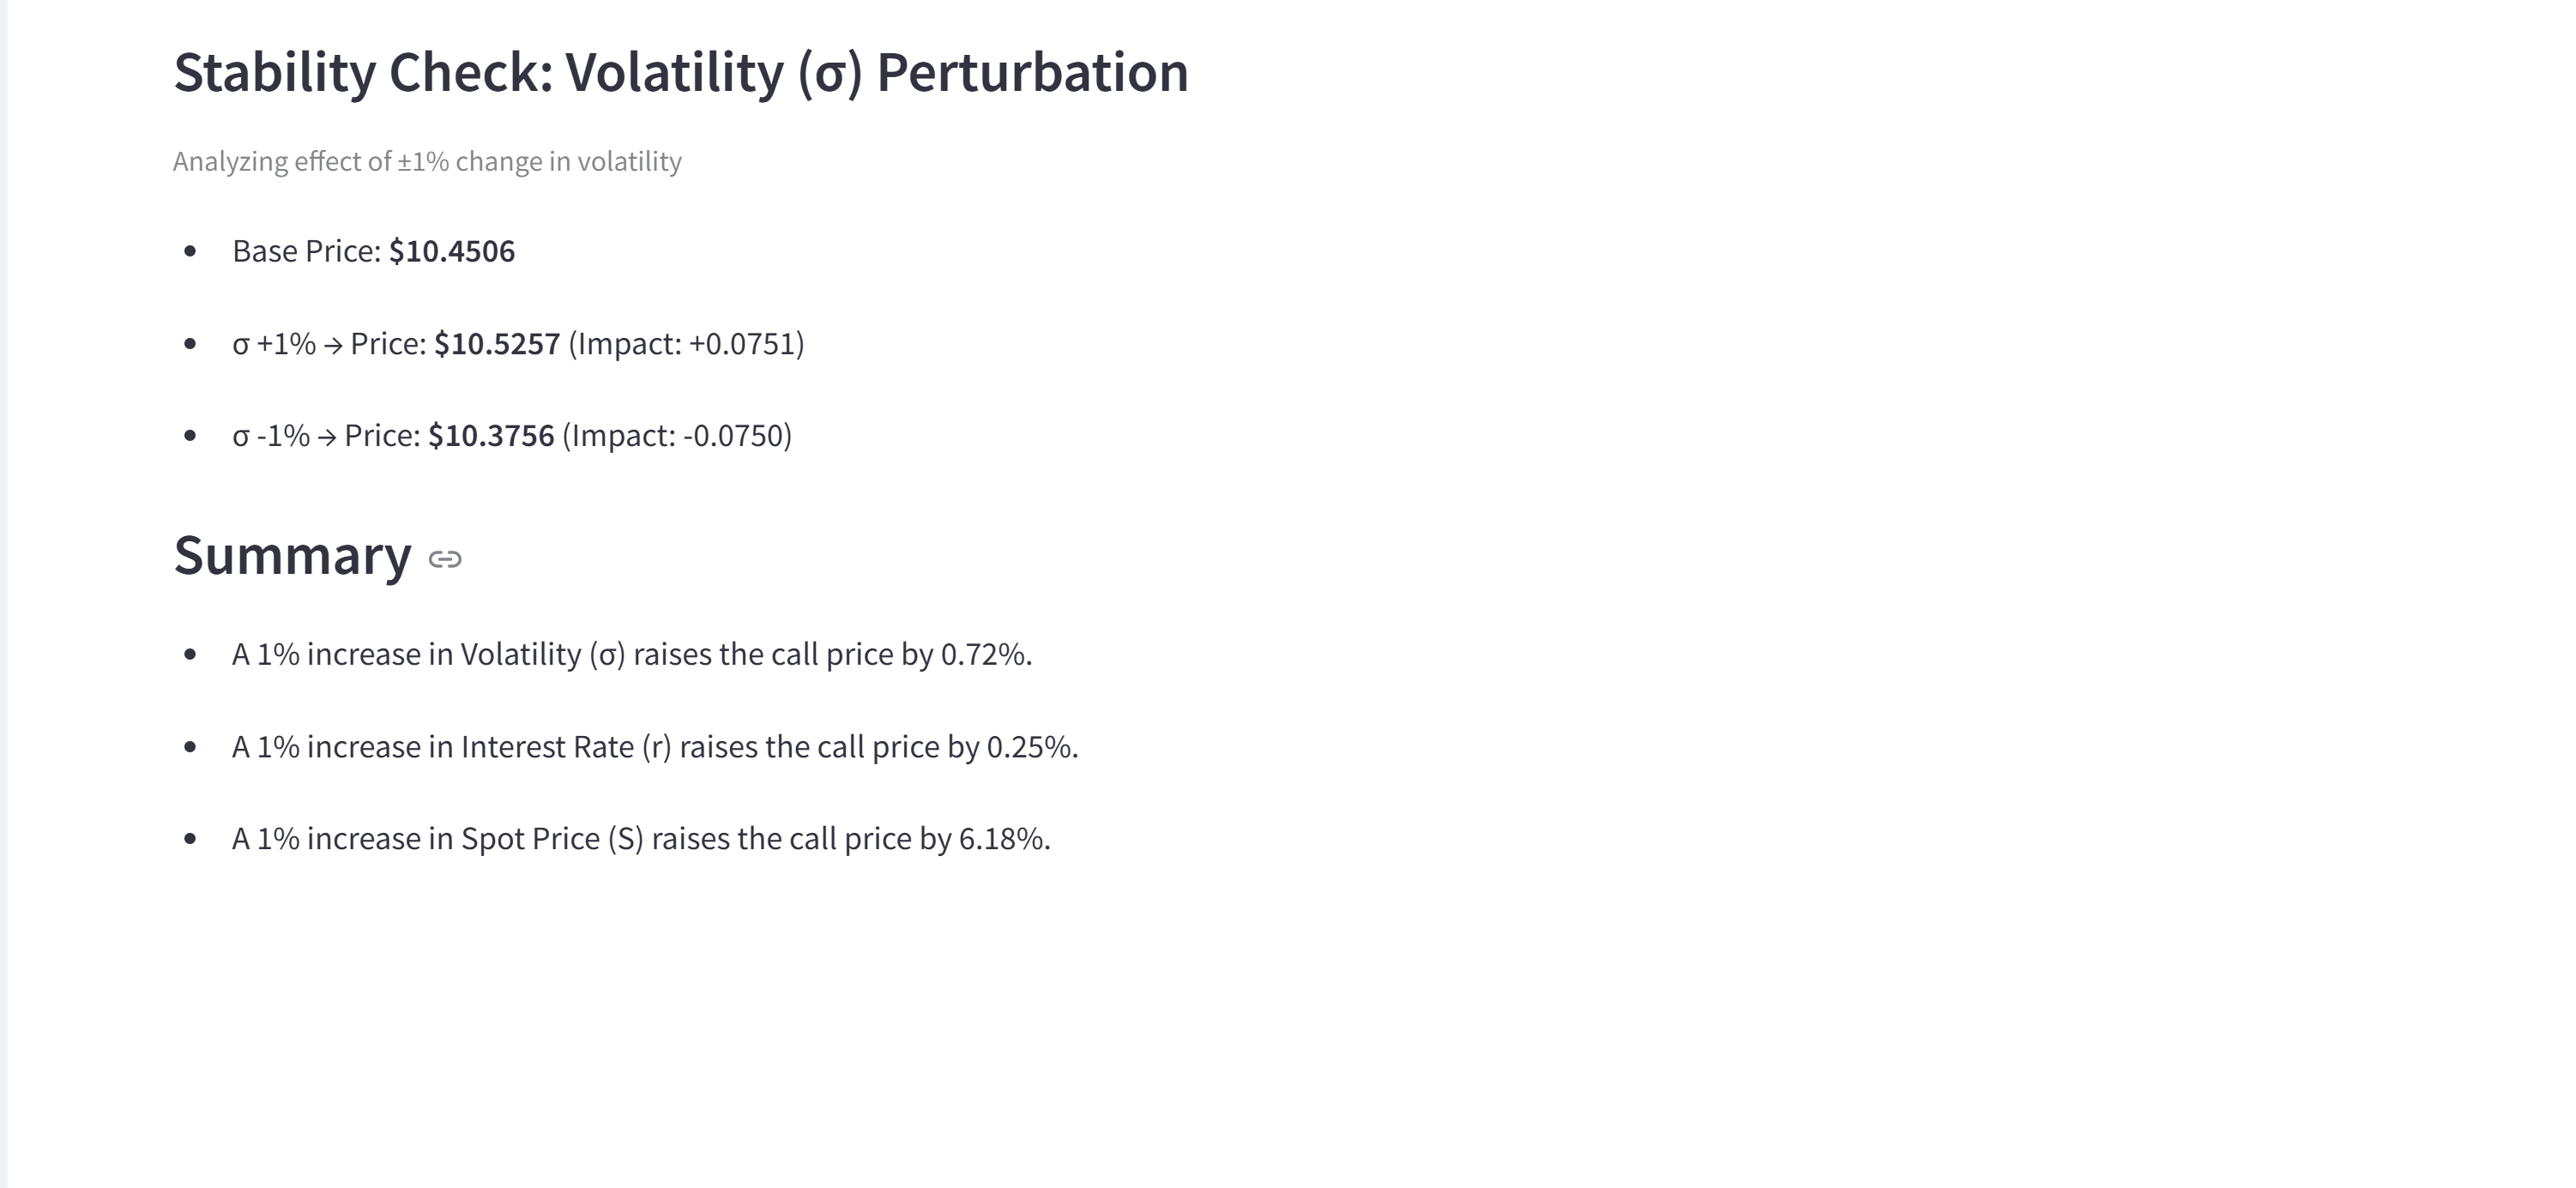 Stability Check: Volatility (σ) Perturbation
Analyzing effect of ±1% change in volatility
• Base Price: $10.4506
• σ +1% → Price: $10.5257 (Impact: +0.0751)
• σ -1% → Price: $10.3756 (Impact: -0.0750)
Summary
• A 1% increase in Volatility (σ) raises the call price by 0.72%.
• A 1% increase in Interest Rate (r) raises the call price by 0.25%.
• A 1% increase in Spot Price (S) raises the call price by 6.18%.